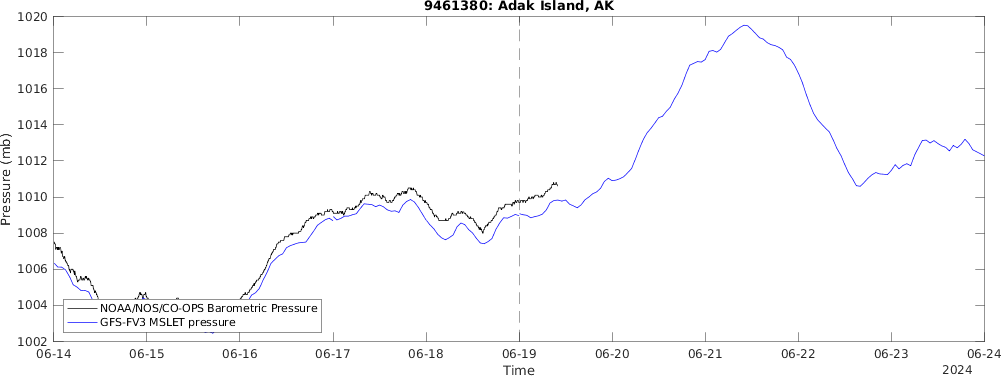 9461380: Adak Island, AK
Pressure (mb)
1020
1018
1016
1014
1012
1010
1008
1006
1004
1002
NOAA/NOS/CO-OPS Barometric Pressure
GFS-FV3 MSLET pressure
06-14 06-15 06-16 06-17 06-18 06-19 06-20 06-21 06-22 06-23 06-24
Time
2024